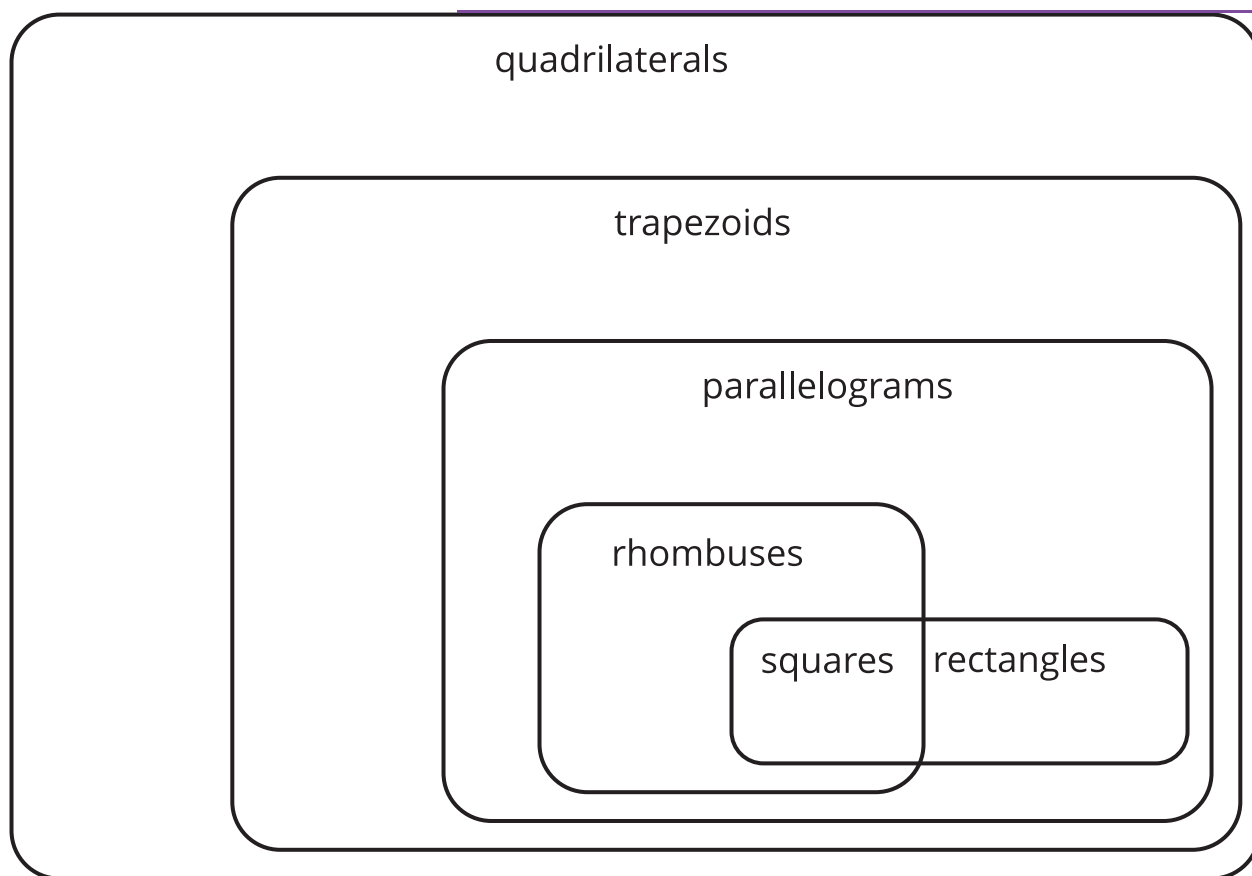 quadrilaterals
trapezoids
parallelograms
rhombuses
squares rectangles